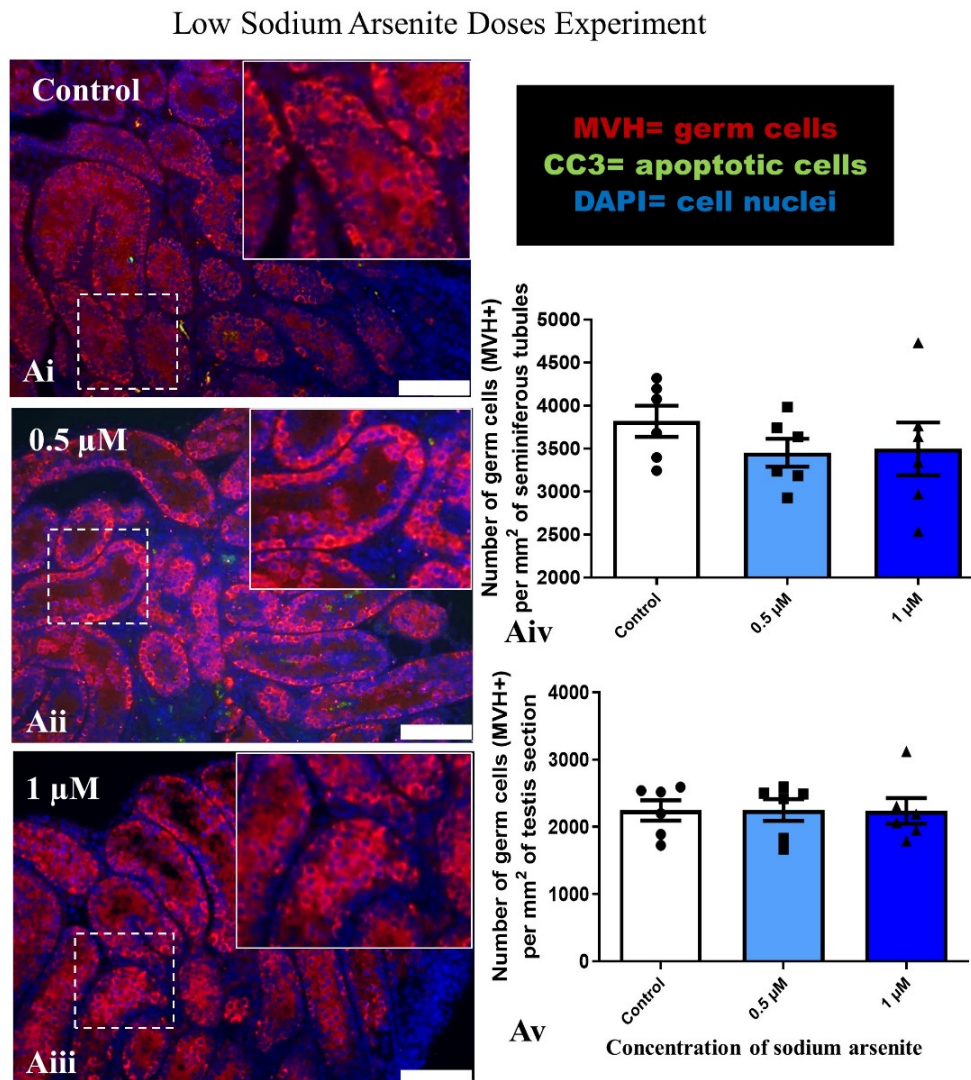 Low Sodium Arsenite Doses Experiment
Control
Ai
0.5 µM
Aii
1 µM
Aiii
MVH= germ cells
CC3= apoptotic cells
DAPI= cell nuclei
Number of germ cells (MVH+)
per mm² of seminiferous tubules
5000
4500
4000
3500
3000
2500
2000
Control
0.5 µM
1 µM
Aiv
Number of germ cells (MVH+)
per mm² of testis section
4000
3000
2000
1000
0
Control
0.5 µM
1 µM
Av
Concentration of sodium arsenite